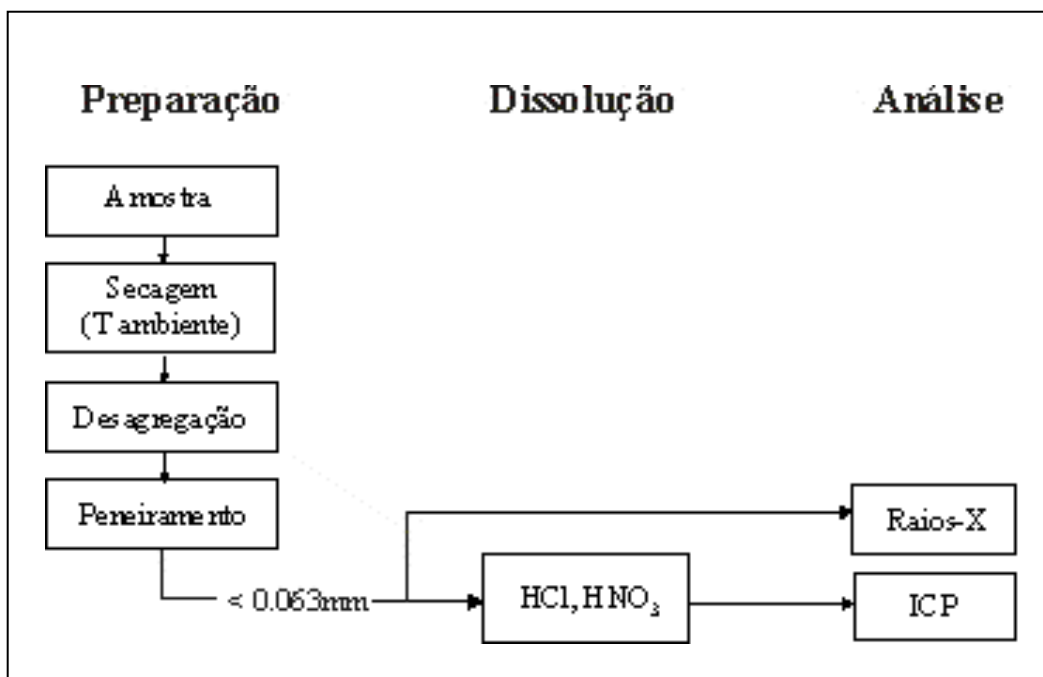 Preparação
Dissolução
Análise
Amostra
Secagem
(T ambiente)
Desagregação
Peneiramento
< 0.063mm
HCl, HNO₃
Raios-X
ICP